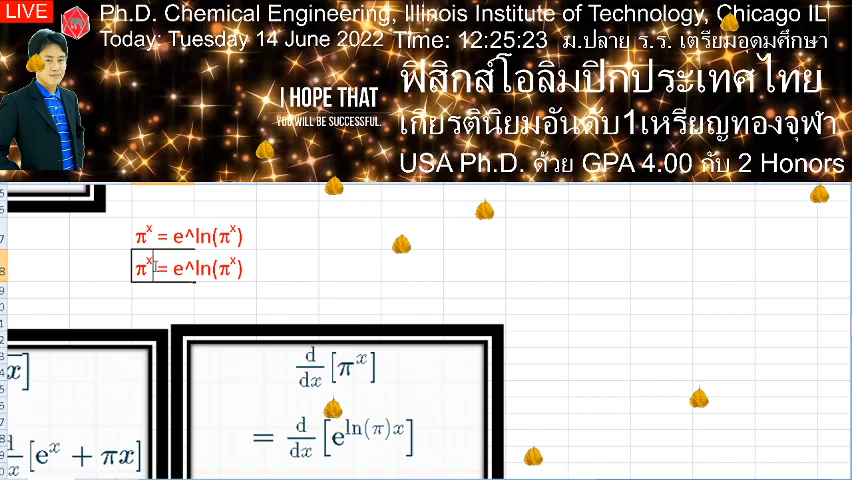 LIVE
Ph.D. Chemical Engineering, Illinois Institute of Technology, Chicago IL
Today: Tuesday 14 June 2022 Time: 12:25:23 ม.ปลาย ร.ร. เตรียมอุดมศึกษา
ฟิสิกส์โอลิมปิกประเทศไทย
I HOPE THAT
YOU WILL BE SUCCESSFUL.
เกียรตินิยมอันดับ1เหรียญทองจุฬา
USA Ph.D. ด้วย GPA 4.00 กับ 2 Honors
πˣ = e^ln(πˣ)
πˣ = e^ln(πˣ)
x]
d/dx [πˣ]
= d/dx [e^ln(π)x]
[eˣ + πx]